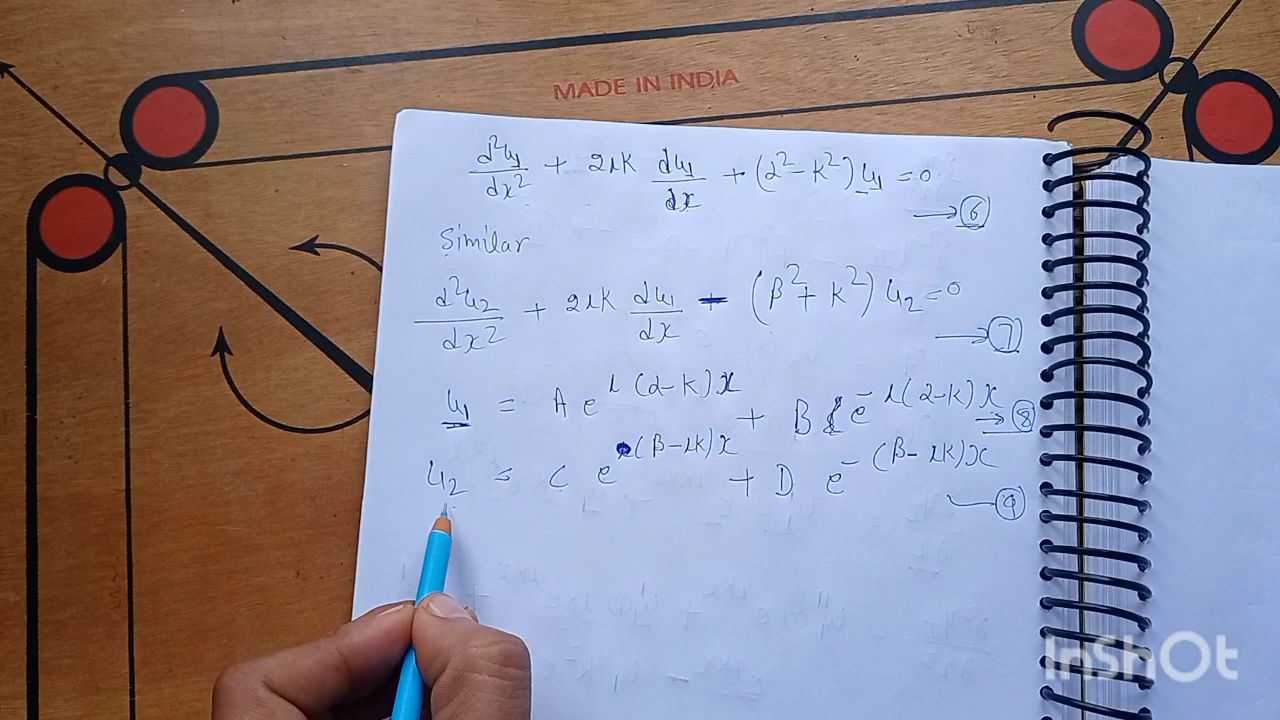 MADE IN INDIA
d²u₁/dx² + 2ik du₁/dx + (α² - k²) u₁ = 0
→ ⑥
Similar
d²u₂/dx² + 2ik du₁/dx - (β² + k²) u₂ = 0
→ ⑦
u₁ = A e^{i(α-k)x} + B e^{-i(α-k)x} → ⑧
u₂ = C e^{(β-ik)x} + D e^{-(β-ik)x}
— ⑨
InShOt